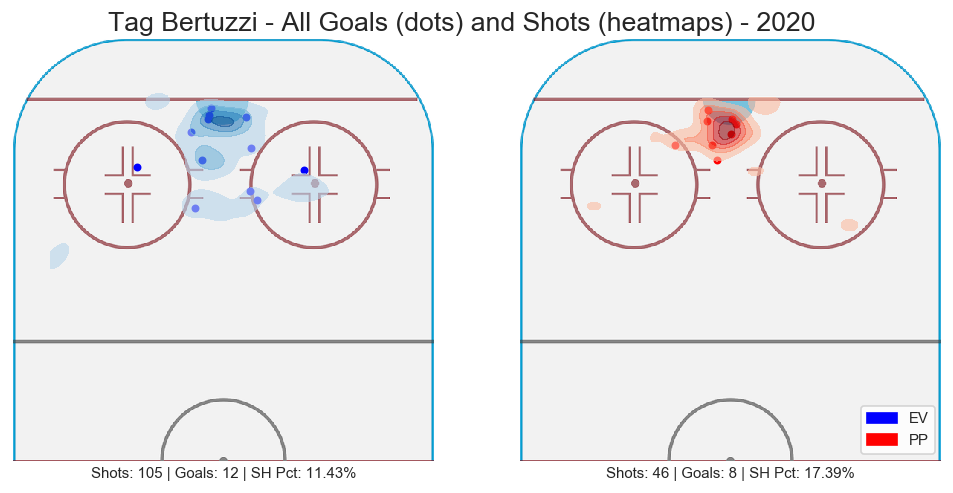 Tag Bertuzzi - All Goals (dots) and Shots (heatmaps) - 2020
EV
PP
Shots: 105 | Goals: 12 | SH Pct: 11.43%
Shots: 46 | Goals: 8 | SH Pct: 17.39%